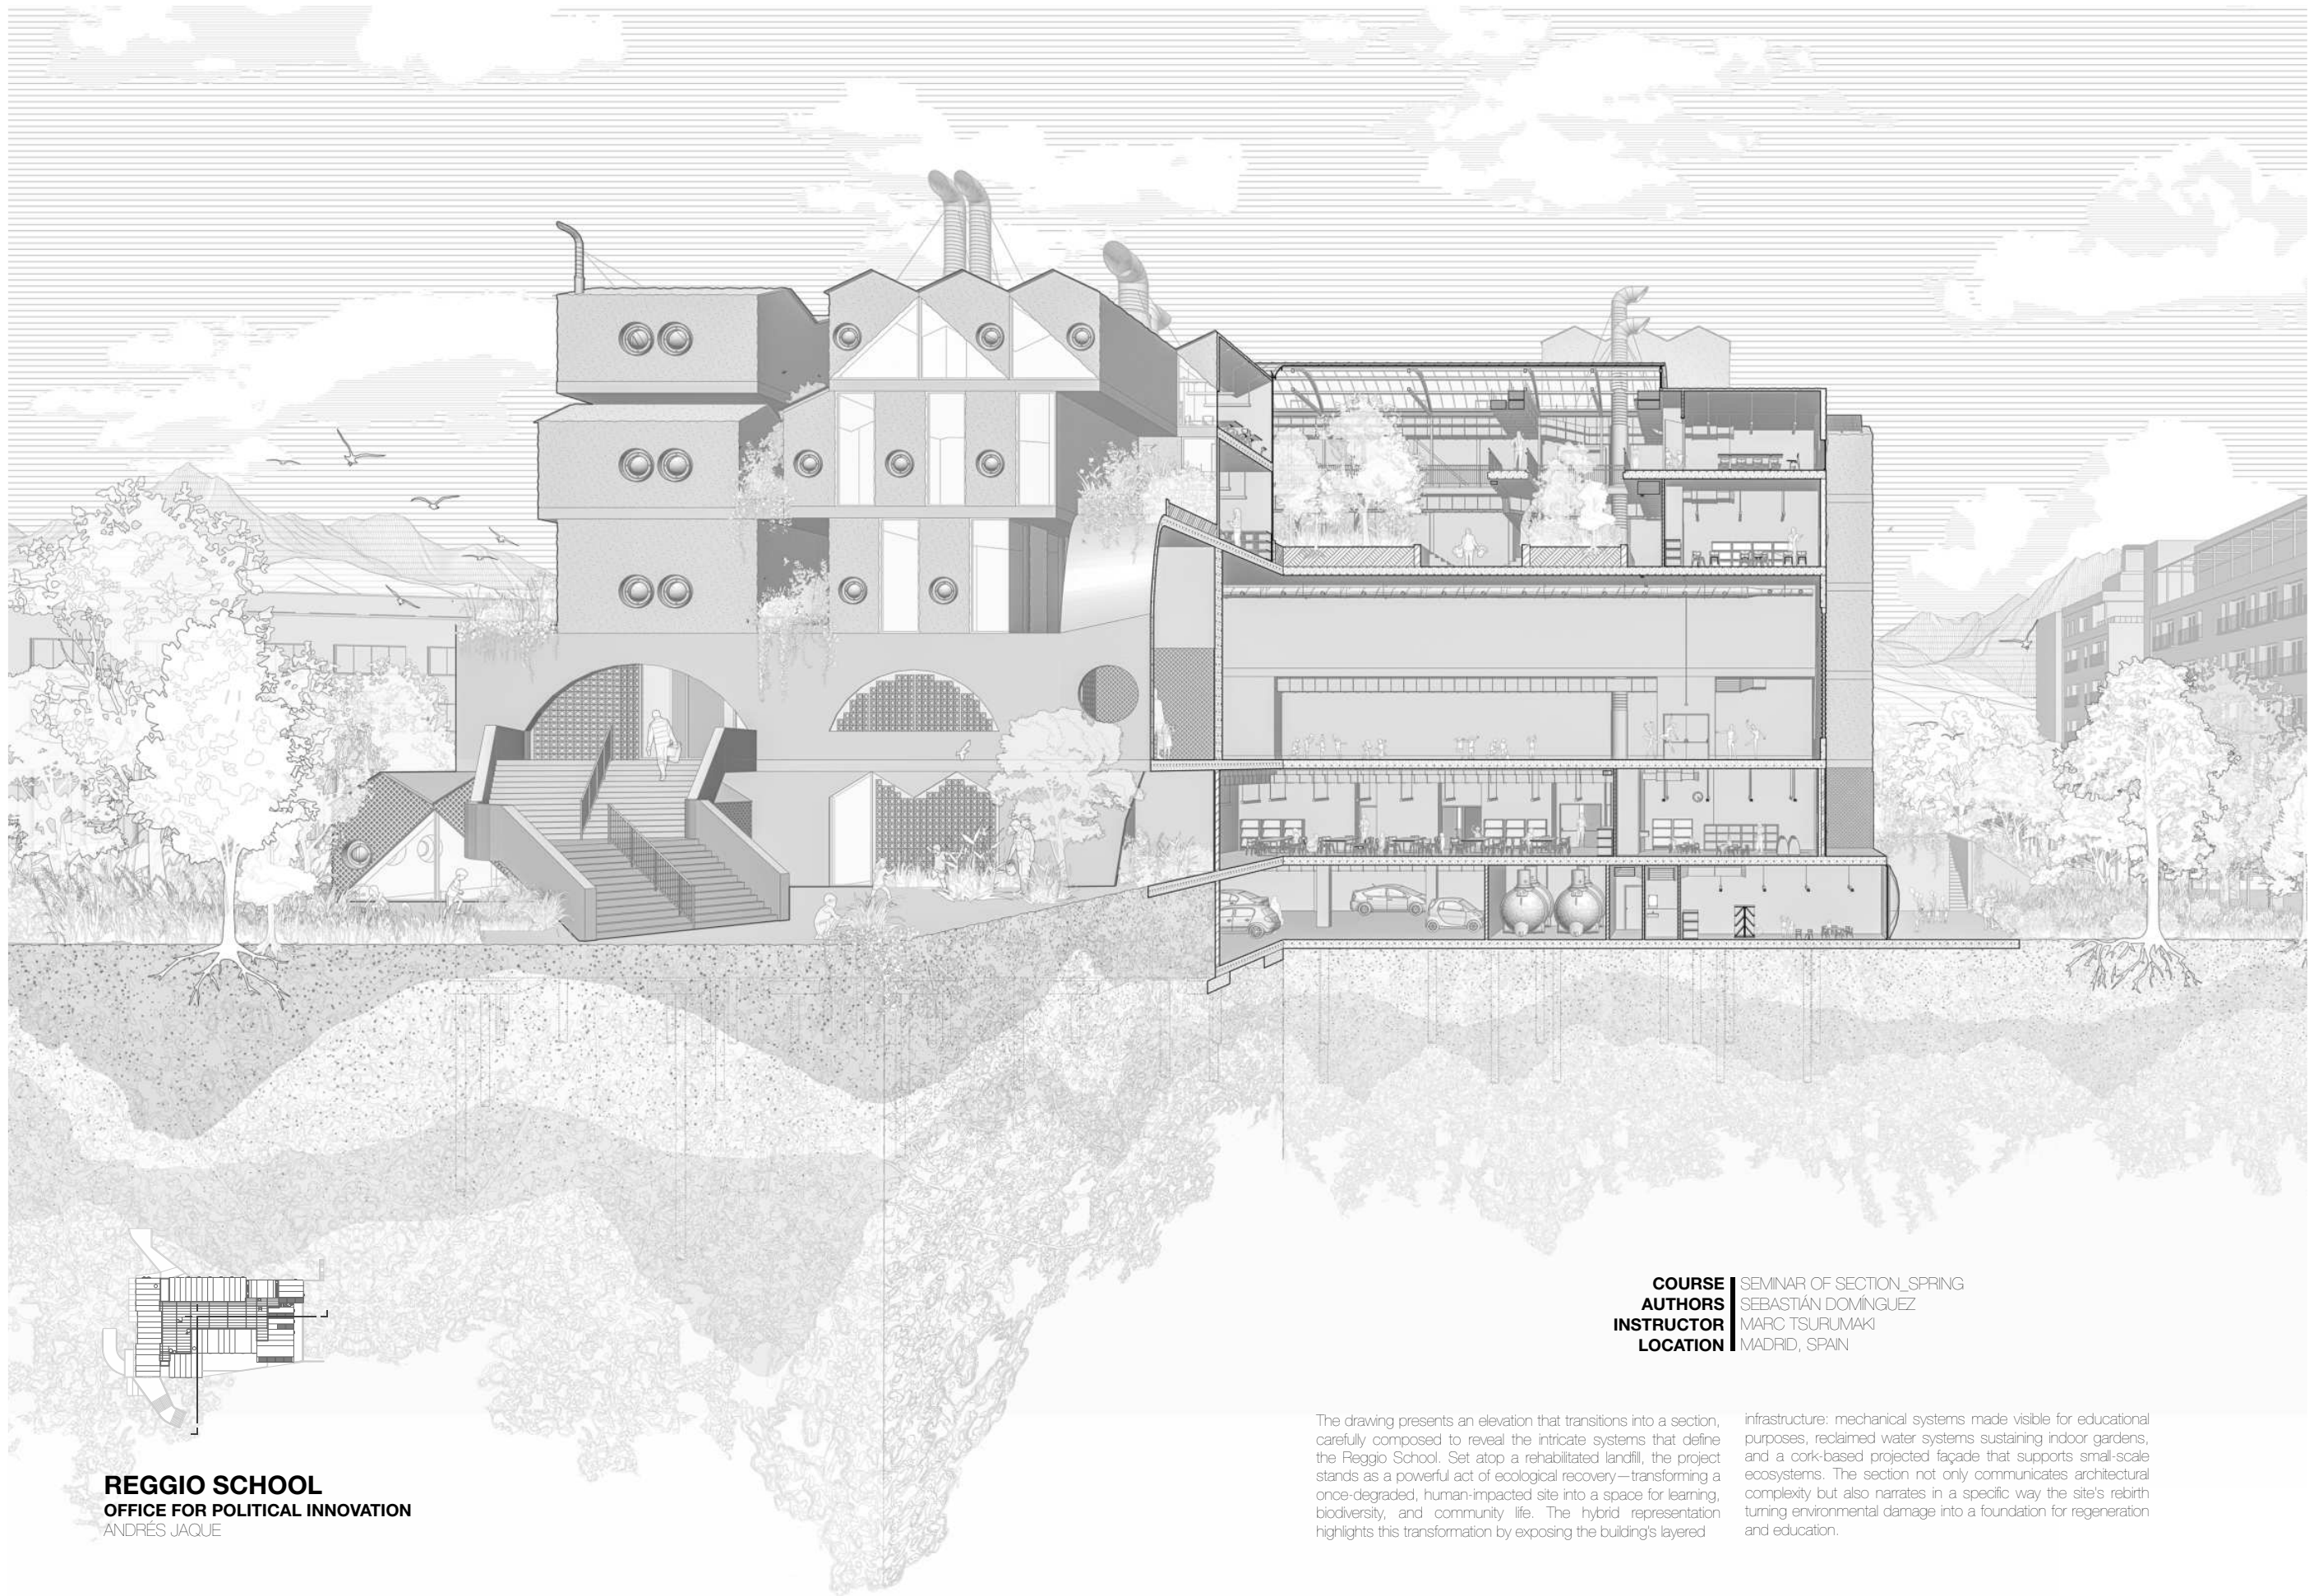 COURSE SEMINAR OF SECTION_SPRING
AUTHORS SEBASTIÁN DOMÍNGUEZ
INSTRUCTOR MARC TSURUMAKI
LOCATION MADRID, SPAIN
The drawing presents an elevation that transitions into a section,
carefully composed to reveal the intricate systems that define
the Reggio School. Set atop a rehabilitated landfill, the project
stands as a powerful act of ecological recovery—transforming a
once-degraded, human-impacted site into a space for learning,
biodiversity, and community life. The hybrid representation
highlights this transformation by exposing the building's layered
infrastructure: mechanical systems made visible for educational
purposes, reclaimed water systems sustaining indoor gardens,
and a cork-based projected façade that supports small-scale
ecosystems. The section not only communicates architectural
complexity but also narrates in a specific way the site's rebirth
turning environmental damage into a foundation for regeneration
and education.
REGGIO SCHOOL
OFFICE FOR POLITICAL INNOVATION
ANDRÉS JAQUE